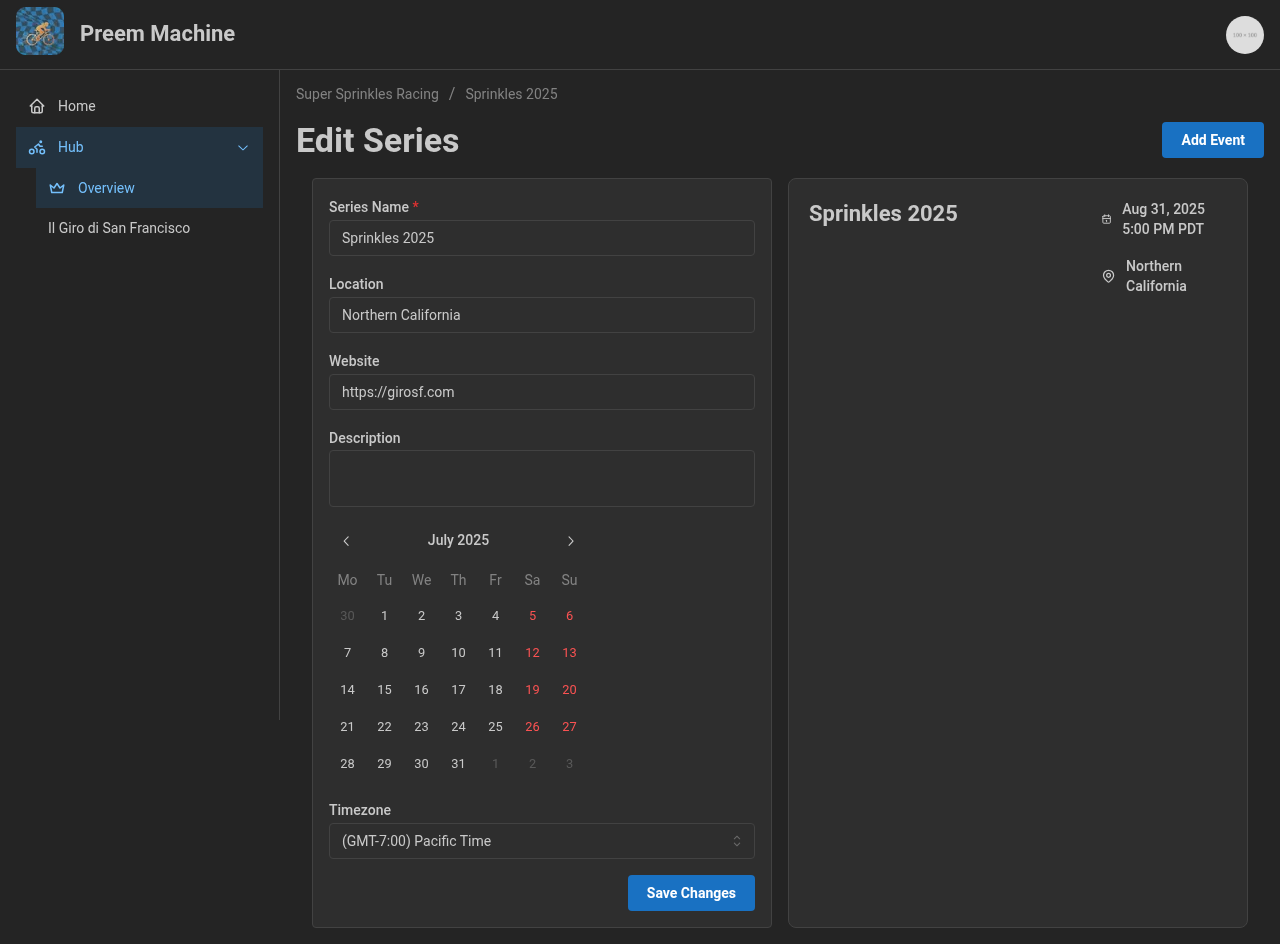 Preem Machine
100 × 100
Home
Hub
Overview
Il Giro di San Francisco
Super Sprinkles Racing / Sprinkles 2025
Edit Series
Add Event
Series Name *
Sprinkles 2025
Location
Northern California
Website
https://girosf.com
Description
July 2025
Mo Tu We Th Fr Sa Su
30 1 2 3 4 5 6
7 8 9 10 11 12 13
14 15 16 17 18 19 20
21 22 23 24 25 26 27
28 29 30 31 1 2 3
Timezone
(GMT-7:00) Pacific Time
Save Changes
Sprinkles 2025
Aug 31, 2025
5:00 PM PDT
Northern
California